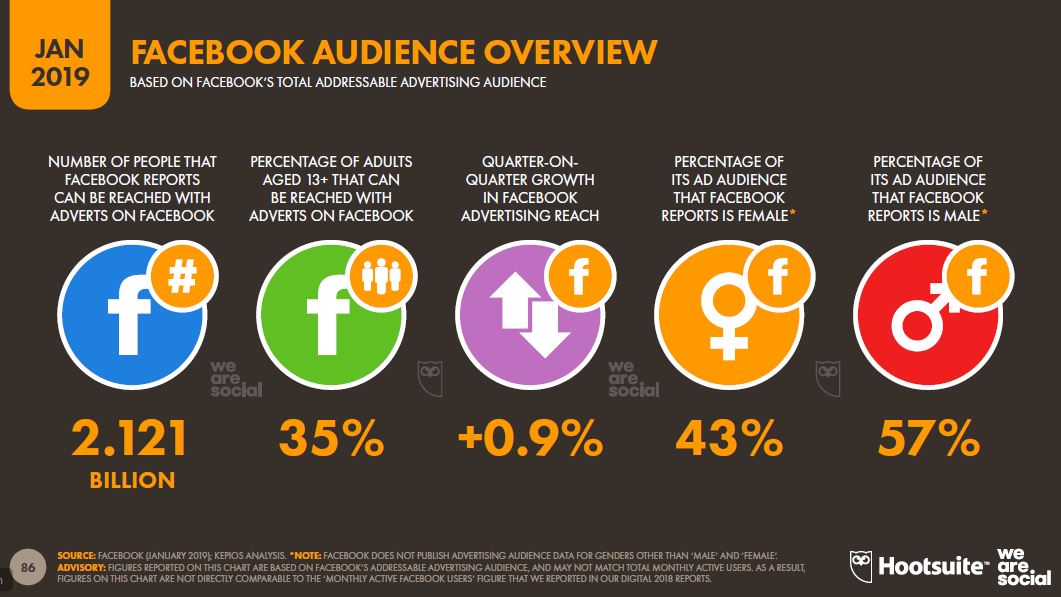 JAN
2019
FACEBOOK AUDIENCE OVERVIEW
BASED ON FACEBOOK'S TOTAL ADDRESSABLE ADVERTISING AUDIENCE
NUMBER OF PEOPLE THAT
FACEBOOK REPORTS
CAN BE REACHED WITH
ADVERTS ON FACEBOOK
PERCENTAGE OF ADULTS
AGED 13+ THAT CAN
BE REACHED WITH
ADVERTS ON FACEBOOK
QUARTER-ON-
QUARTER GROWTH
IN FACEBOOK
ADVERTISING REACH
PERCENTAGE OF
ITS AD AUDIENCE
THAT FACEBOOK
REPORTS IS FEMALE*
PERCENTAGE OF
ITS AD AUDIENCE
THAT FACEBOOK
REPORTS IS MALE*
f
#
f
f
f
f
we
are
social
we
are
social
2.121
BILLION
35%
+0.9%
43%
57%
86
SOURCE: FACEBOOK (JANUARY 2019); KEPIOS ANALYSIS. *NOTE: FACEBOOK DOES NOT PUBLISH ADVERTISING AUDIENCE DATA FOR GENDERS OTHER THAN 'MALE' AND 'FEMALE'.
ADVISORY: FIGURES REPORTED ON THIS CHART ARE BASED ON FACEBOOK'S ADDRESSABLE ADVERTISING AUDIENCE, AND MAY NOT MATCH TOTAL MONTHLY ACTIVE USERS. AS A RESULT,
FIGURES ON THIS CHART ARE NOT DIRECTLY COMPARABLE TO THE 'MONTHLY ACTIVE FACEBOOK USERS' FIGURE THAT WE REPORTED IN OUR DIGITAL 2018 REPORTS.
Hootsuite™
we
are
social